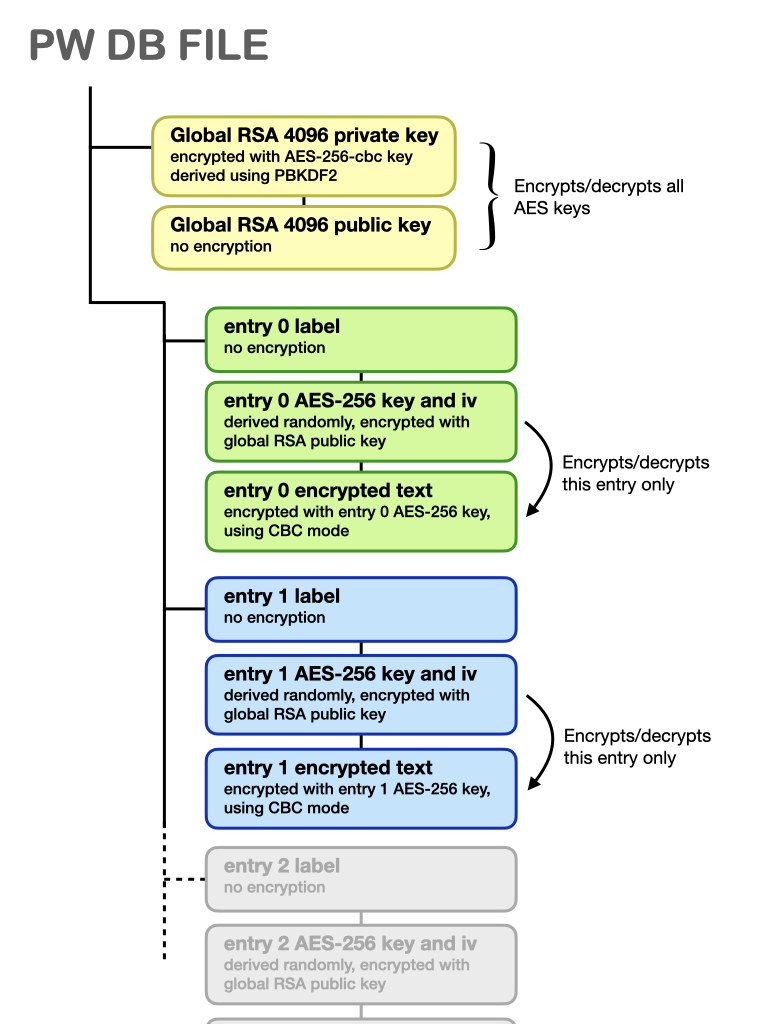 PW DB FILE
Global RSA 4096 private key
encrypted with AES-256-cbc key
derived using PBKDF2
Encrypts/decrypts all
AES keys
Global RSA 4096 public key
no encryption
entry 0 label
no encryption
entry 0 AES-256 key and iv
derived randomly, encrypted with
global RSA public key
Encrypts/decrypts
this entry only
entry 0 encrypted text
encrypted with entry 0 AES-256 key,
using CBC mode
entry 1 label
no encryption
entry 1 AES-256 key and iv
derived randomly, encrypted with
global RSA public key
Encrypts/decrypts
this entry only
entry 1 encrypted text
encrypted with entry 1 AES-256 key,
using CBC mode
entry 2 label
no encryption
entry 2 AES-256 key and iv
derived randomly, encrypted with
global RSA public key